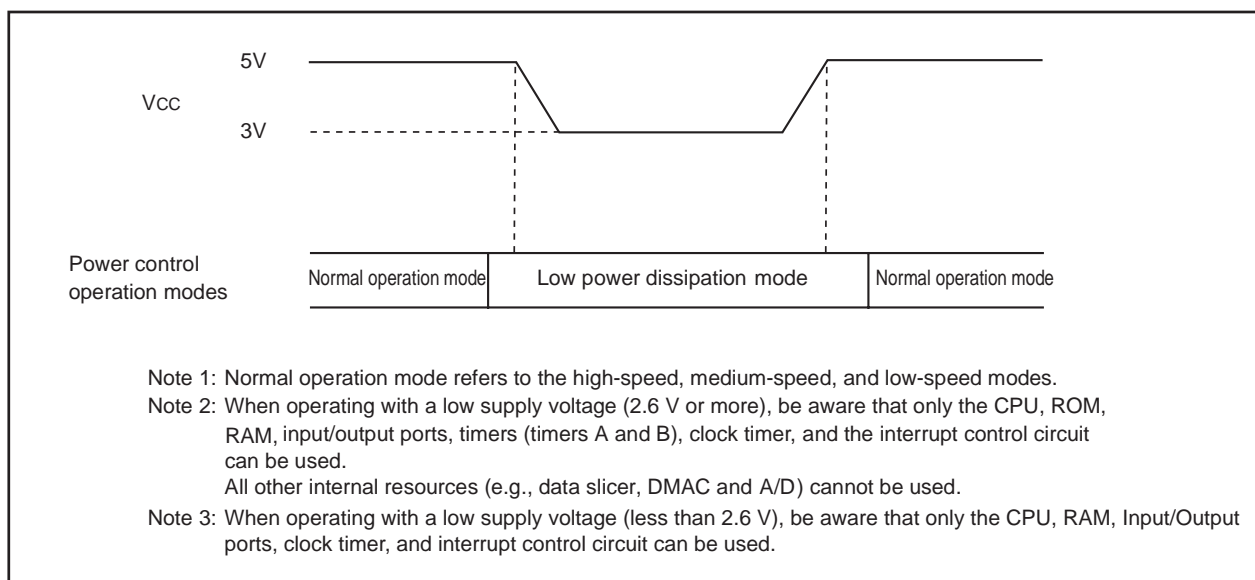 5V
VCC
3V
Power control
operation modes
Normal operation mode
Low power dissipation mode
Normal operation mode
Note 1: Normal operation mode refers to the high-speed, medium-speed, and low-speed modes.
Note 2: When operating with a low supply voltage (2.6 V or more), be aware that only the CPU, ROM,
RAM, input/output ports, timers (timers A and B), clock timer, and the interrupt control circuit
can be used.
All other internal resources (e.g., data slicer, DMAC and A/D) cannot be used.
Note 3: When operating with a low supply voltage (less than 2.6 V), be aware that only the CPU, RAM, Input/Output
ports, clock timer, and interrupt control circuit can be used.